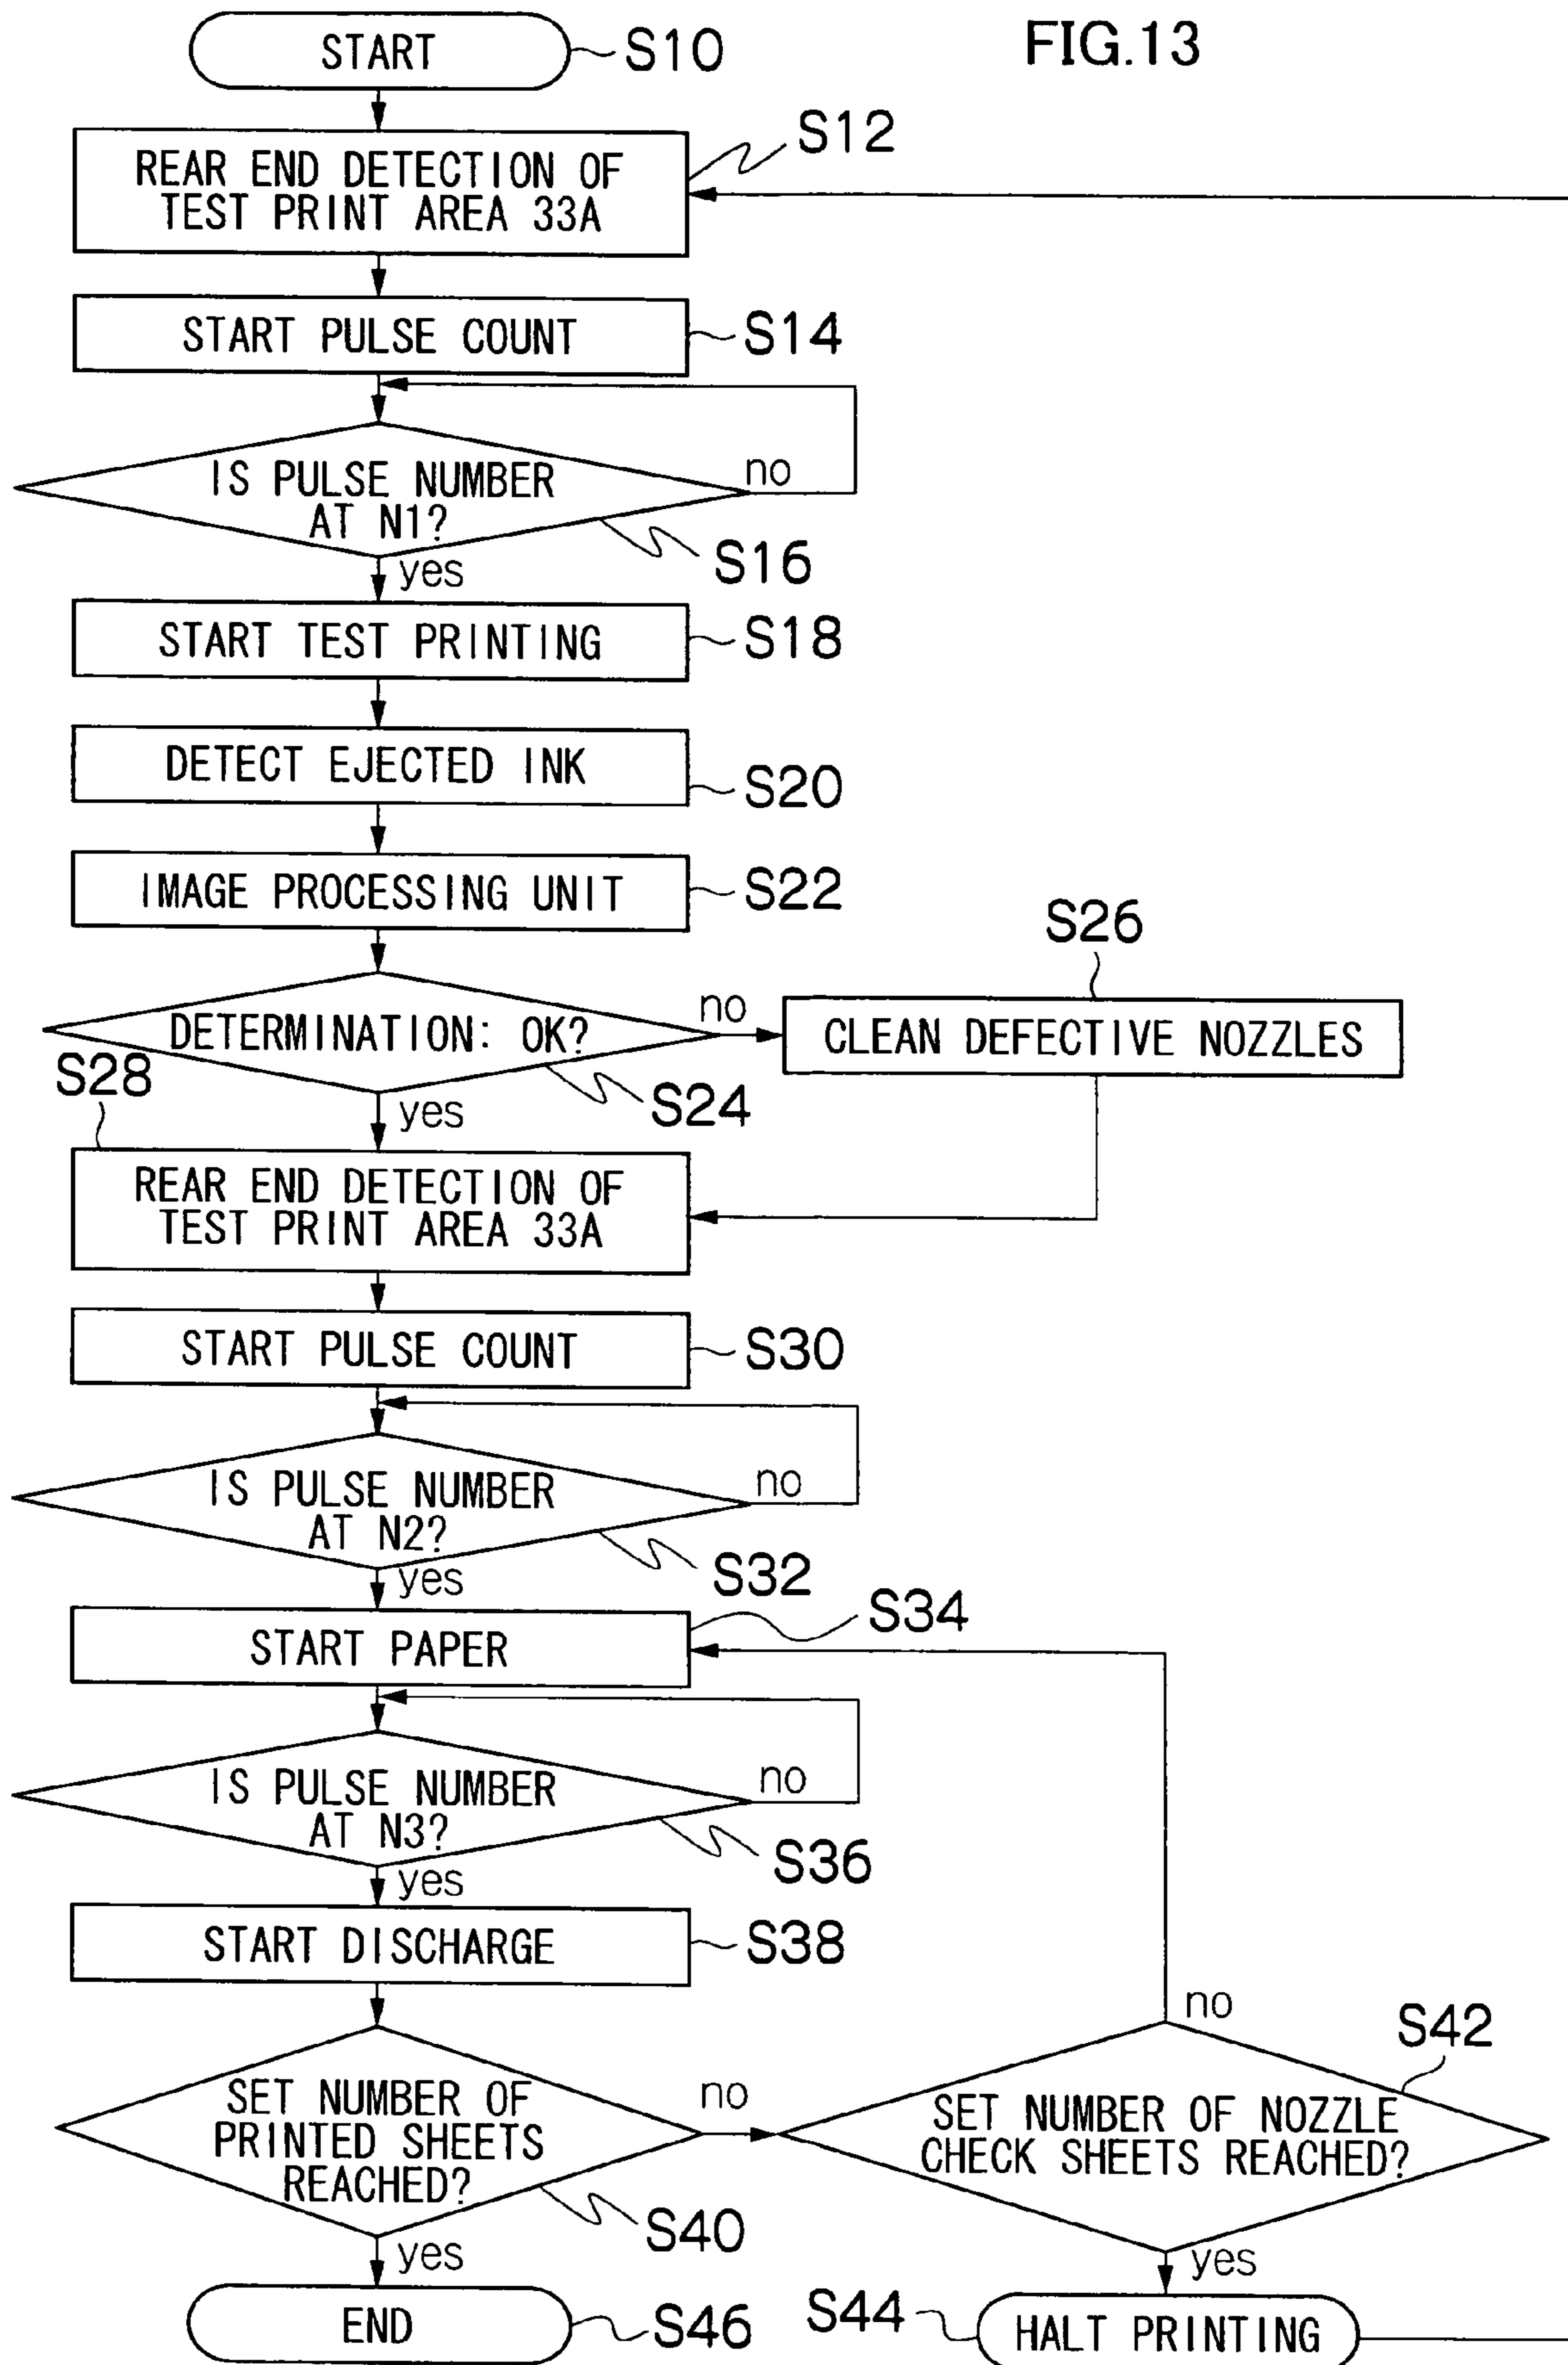 FIG.13
START
S10
REAR END DETECTION OF
TEST PRINT AREA 33A
S12
START PULSE COUNT
S14
IS PULSE NUMBER
AT N1?
no
S16
yes
START TEST PRINTING
S18
DETECT EJECTED INK
S20
IMAGE PROCESSING UNIT
S22
DETERMINATION: OK?
no
S24
yes
S26
CLEAN DEFECTIVE NOZZLES
S28
REAR END DETECTION OF
TEST PRINT AREA 33A
START PULSE COUNT
S30
IS PULSE NUMBER
AT N2?
no
S32
yes
START PAPER
S34
IS PULSE NUMBER
AT N3?
no
S36
yes
START DISCHARGE
S38
SET NUMBER OF
PRINTED SHEETS
REACHED?
no
S40
yes
SET NUMBER OF NOZZLE
CHECK SHEETS REACHED?
no
S42
yes
END
S46
S44
HALT PRINTING